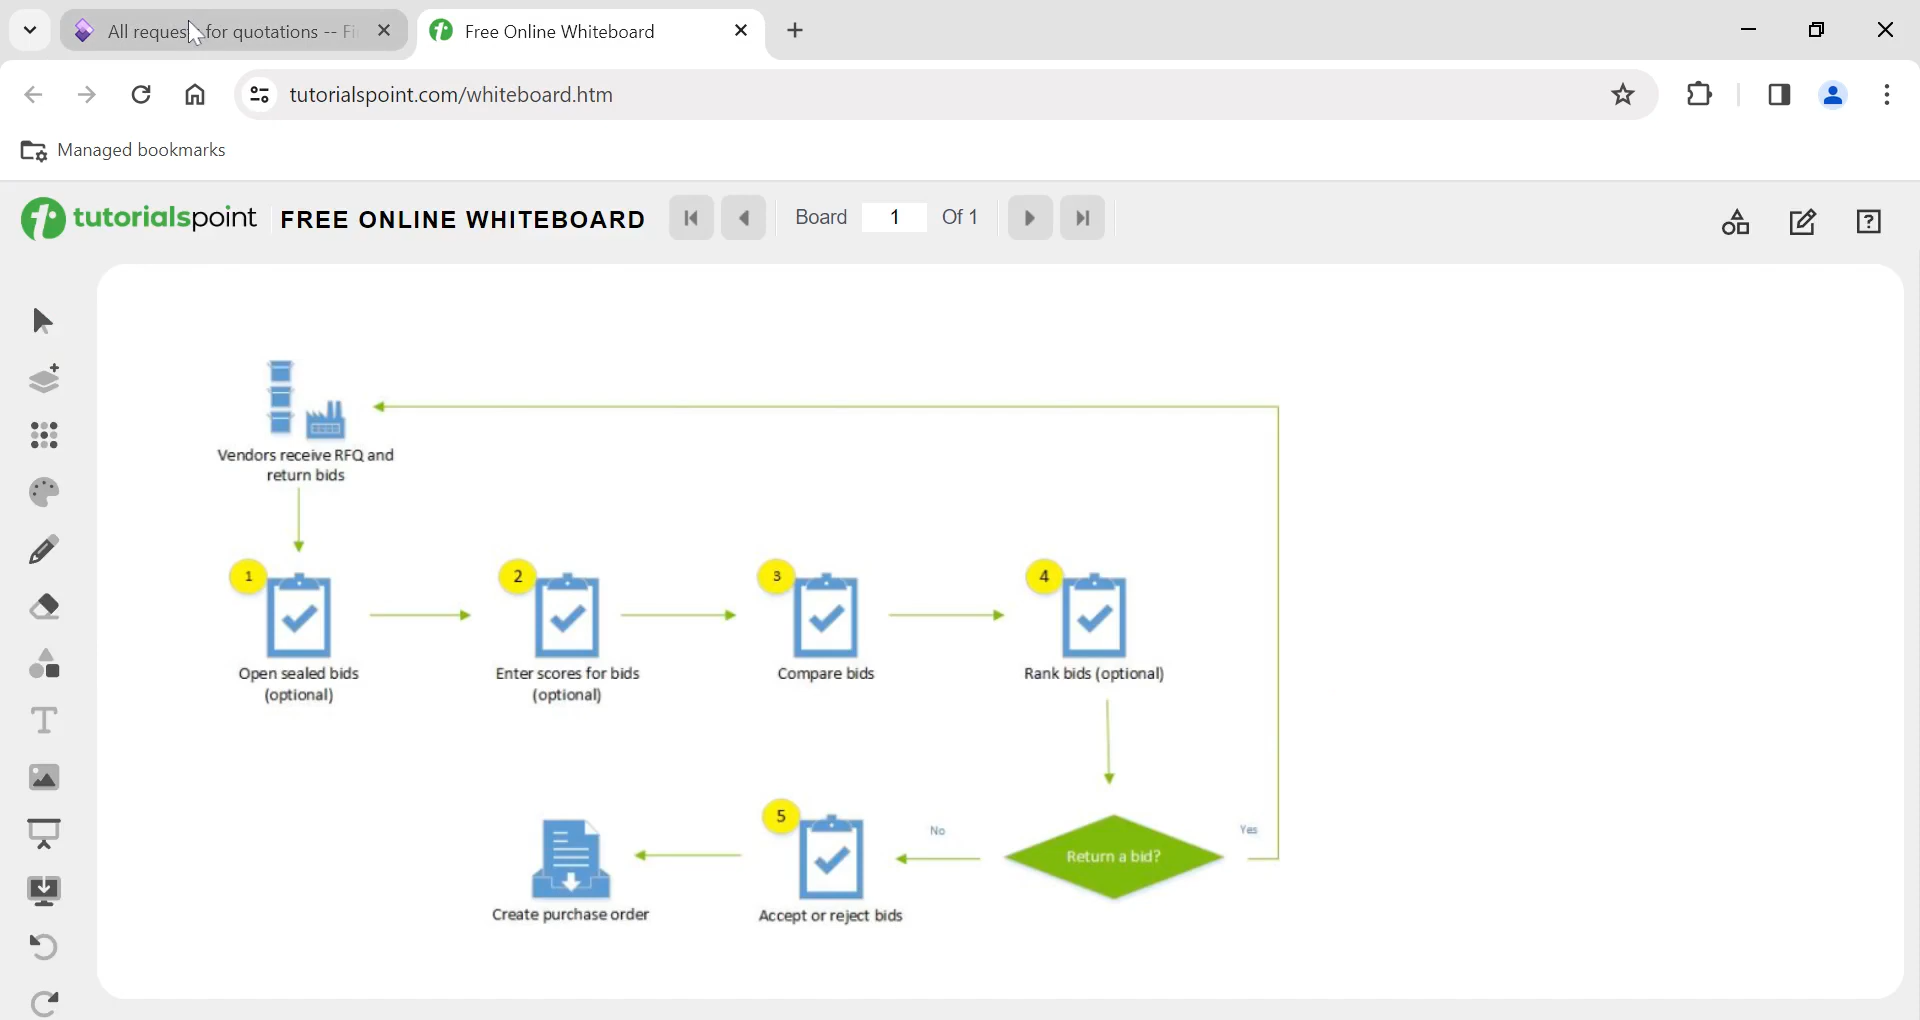 All requests for quotations -- Fi
Free Online Whiteboard
tutorialspoint.com/whiteboard.htm
Managed bookmarks
tutorialspoint
FREE ONLINE WHITEBOARD
Board 1 Of 1
Vendors receive RFQ and
return bids
1
2
3
4
Open sealed bids
(optional)
Enter scores for bids
(optional)
Compare bids
Rank bids (optional)
5
No
Yes
Return a bid?
Create purchase order
Accept or reject bids